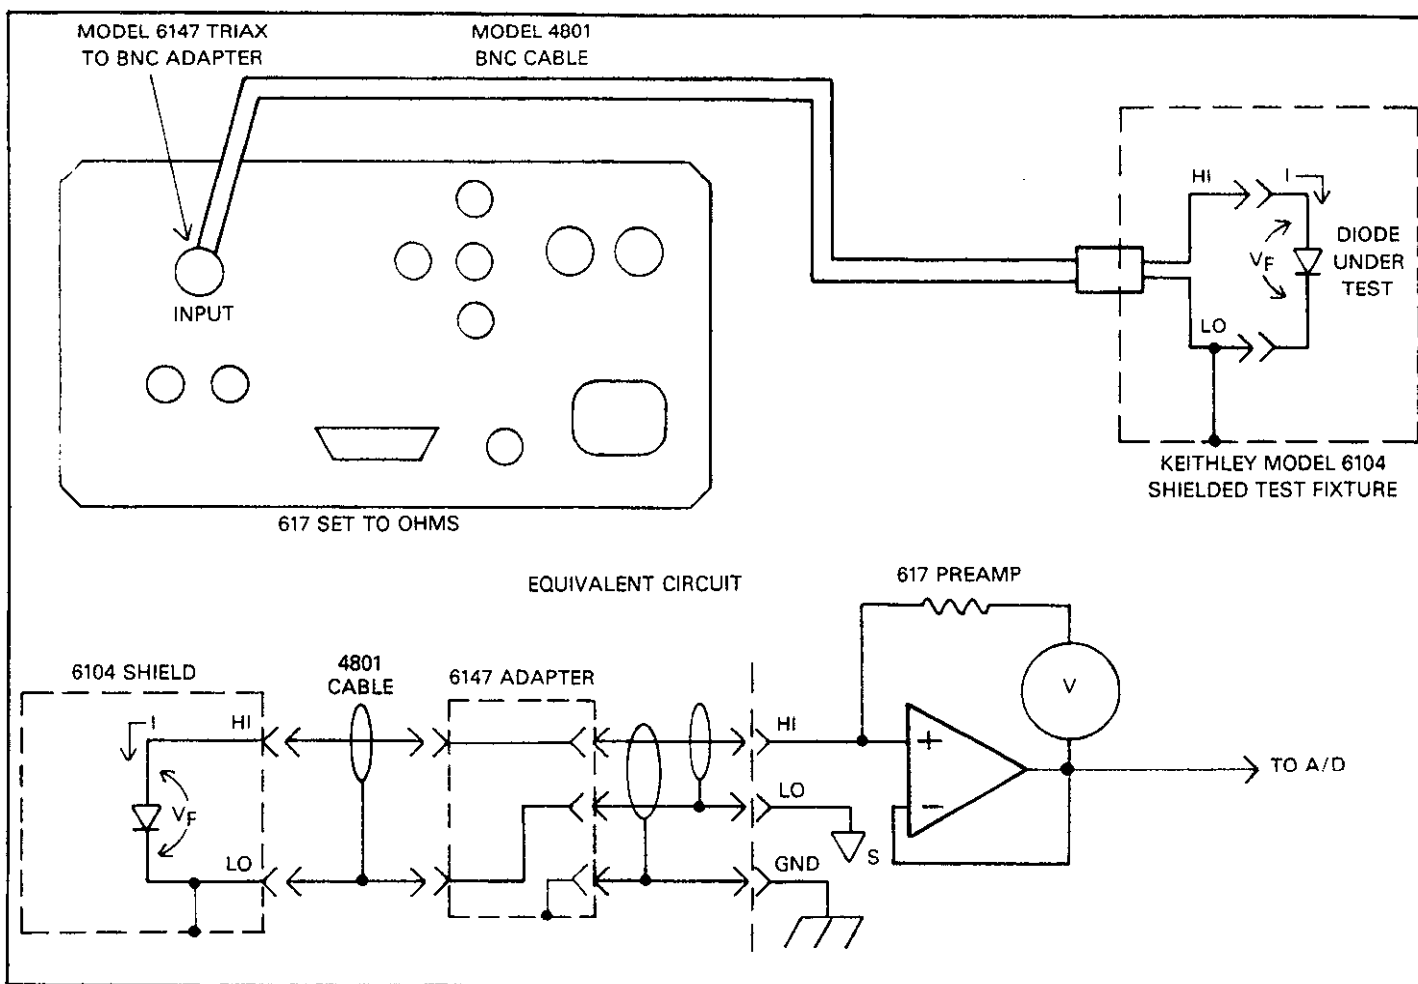 MODEL 6147 TRIAX
TO BNC ADAPTER
MODEL 4801
BNC CABLE
INPUT
617 SET TO OHMS
HI
I
VF
DIODE
UNDER
TEST
LO
KEITHLEY MODEL 6104
SHIELDED TEST FIXTURE
EQUIVALENT CIRCUIT
617 PREAMP
6104 SHIELD
4801
CABLE
6147 ADAPTER
I
HI
VF
LO
HI
LO
S
GND
+
−
V
TO A/D